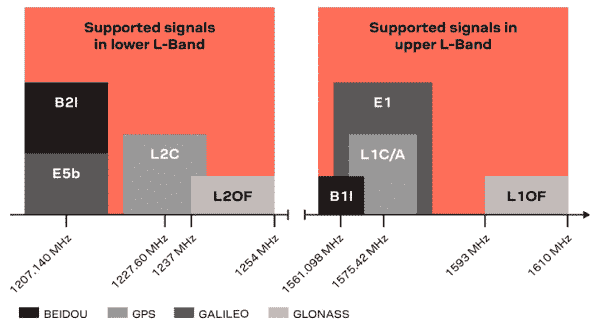 Supported signals
in lower L-Band
Supported signals in
upper L-Band
B2I
E5b
L2C
L2OF
E1
L1C/A
B1I
L1OF
1207.140 MHz
1227.60 MHz
1237 MHz
1254 MHz
1561.098 MHz
1575.42 MHz
1593 MHz
1610 MHz
BEIDOU
GPS
GALILEO
GLONASS